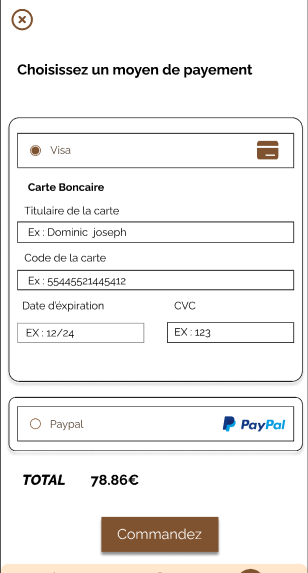 Choisissez un moyen de payement
Visa
Carte Boncaire
Titulaire de la carte
Ex : Dominic joseph
Code de la carte
Ex : 55445521445412
Date d'éxpiration CVC
EX : 12/24 EX : 123
Paypal PayPal
TOTAL 78.86€
Commandez